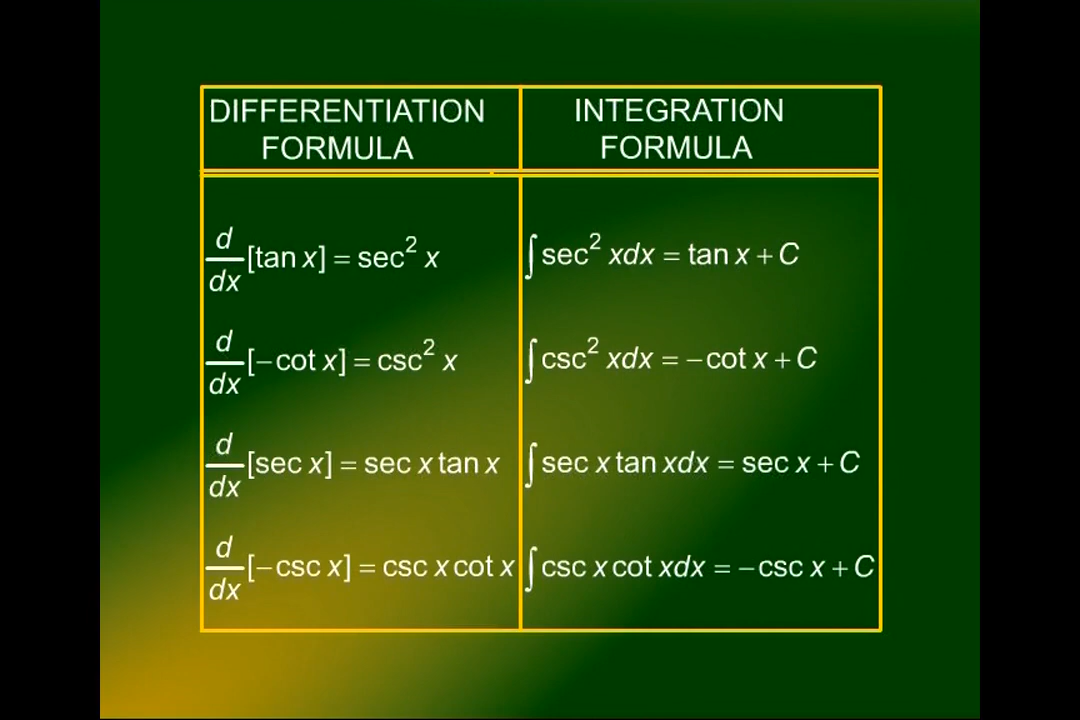 DIFFERENTIATION FORMULA | INTEGRATION FORMULA
d/dx [tan x] = sec² x | ∫ sec² xdx = tan x + C
d/dx [−cot x] = csc² x | ∫ csc² xdx = −cot x + C
d/dx [sec x] = sec x tan x | ∫ sec x tan xdx = sec x + C
d/dx [−csc x] = csc x cot x | ∫ csc x cot xdx = −csc x + C